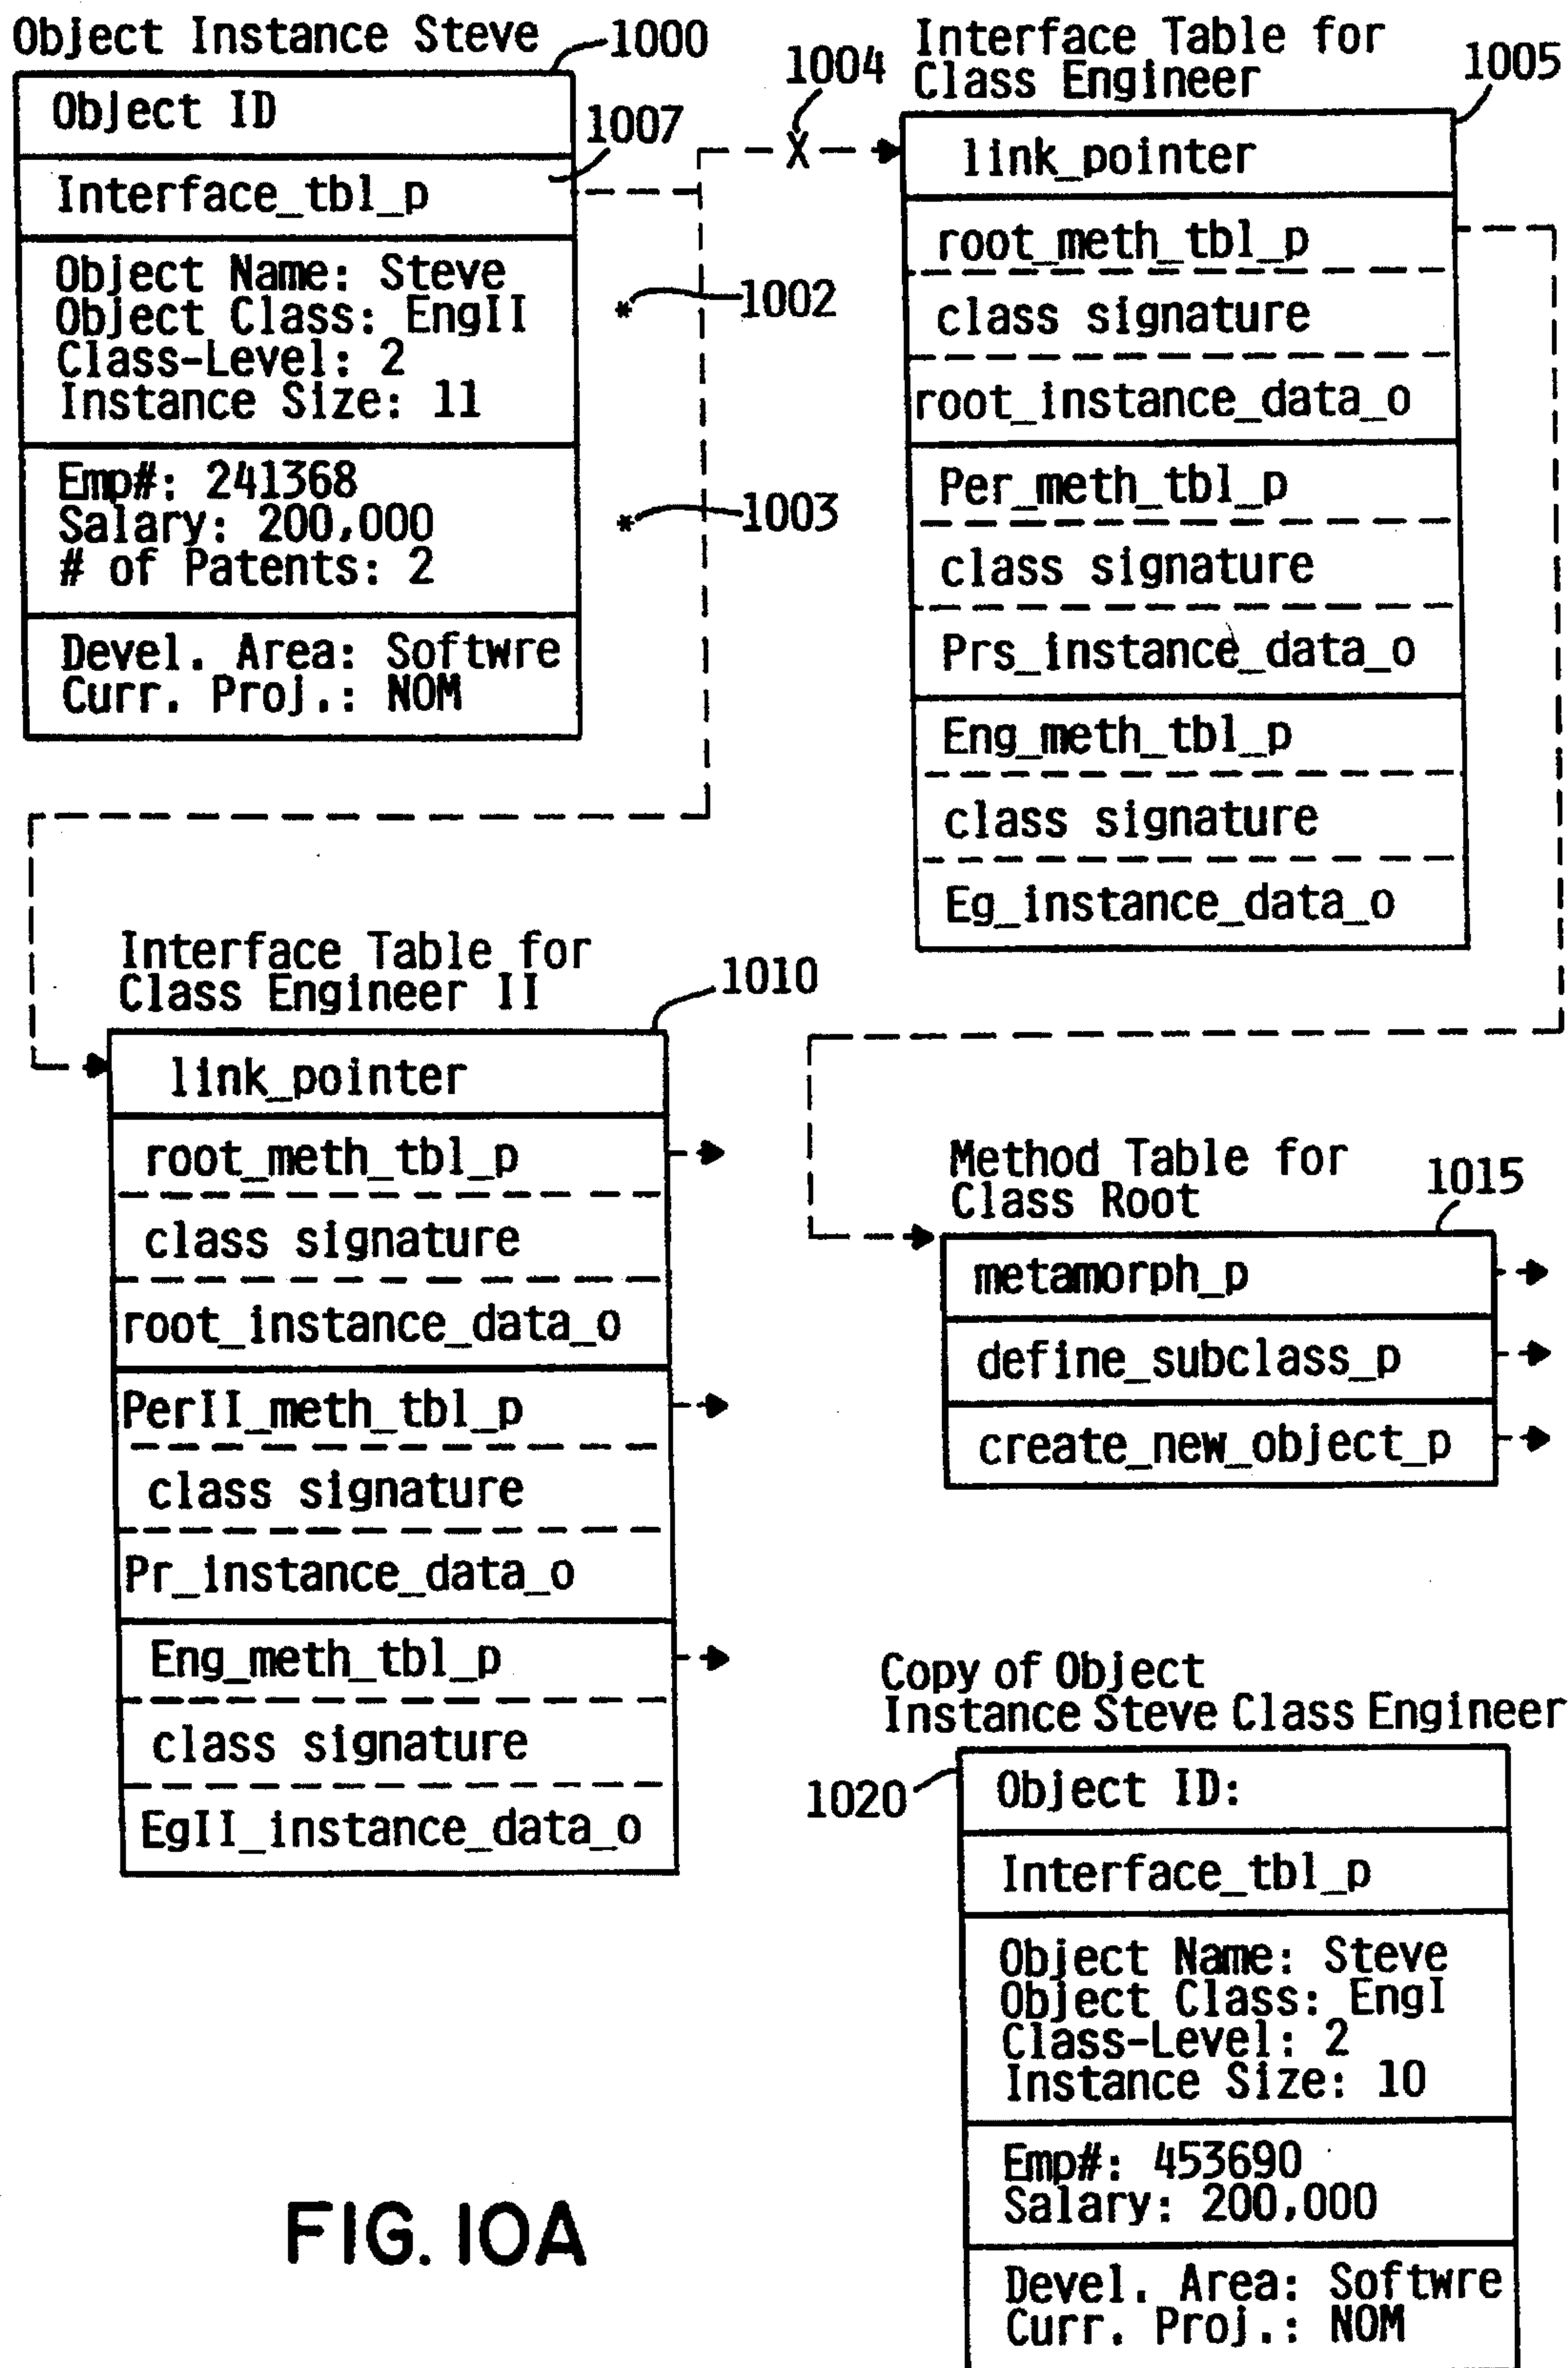 Object Instance Steve
1000
Object ID
1007
Interface_tbl_p
Object Name: Steve
Object Class: EngII
Class-Level: 2
Instance Size: 11
* 1002
Emp#: 241368
Salary: 200,000
# of Patents: 2
* 1003
Devel. Area: Softwre
Curr. Proj.: NOM
1004
X
Interface Table for
Class Engineer
1005
link_pointer
root_meth_tbl_p
class signature
root_instance_data_o
Per_meth_tbl_p
class signature
Prs_instance_data_o
Eng_meth_tbl_p
class signature
Eg_instance_data_o
Interface Table for
Class Engineer II
1010
link_pointer
root_meth_tbl_p
class signature
root_instance_data_o
PerII_meth_tbl_p
class signature
Pr_instance_data_o
Eng_meth_tbl_p
class signature
EgII_instance_data_o
Method Table for
Class Root
1015
metamorph_p
define_subclass_p
create_new_object_p
Copy of Object
Instance Steve Class Engineer
1020
Object ID:
Interface_tbl_p
Object Name: Steve
Object Class: EngI
Class-Level: 2
Instance Size: 10
Emp#: 453690
Salary: 200,000
Devel. Area: Softwre
Curr. Proj.: NOM
FIG. 10A